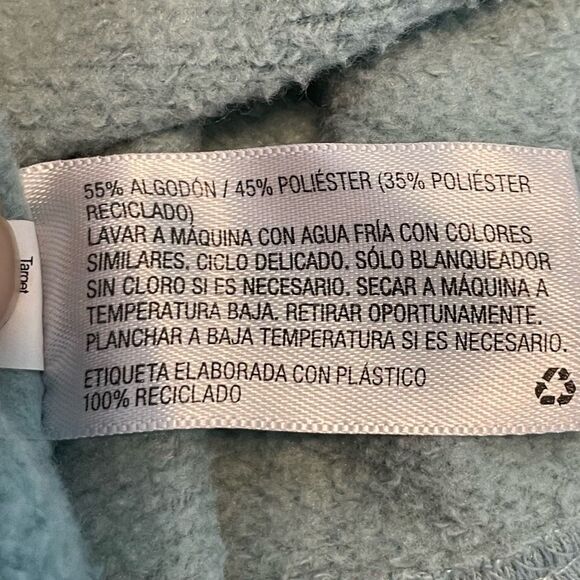 55% ALGODÓN / 45% POLIÉSTER (35% POLIÉSTER
RECICLADO)
LAVAR A MÁQUINA CON AGUA FRÍA CON COLORES
SIMILARES. CICLO DELICADO. SÓLO BLANQUEADOR
SIN CLORO SI ES NECESARIO. SECAR A MÁQUINA A
TEMPERATURA BAJA. RETIRAR OPORTUNAMENTE.
PLANCHAR A BAJA TEMPERATURA SI ES NECESARIO.
ETIQUETA ELABORADA CON PLÁSTICO
100% RECICLADO